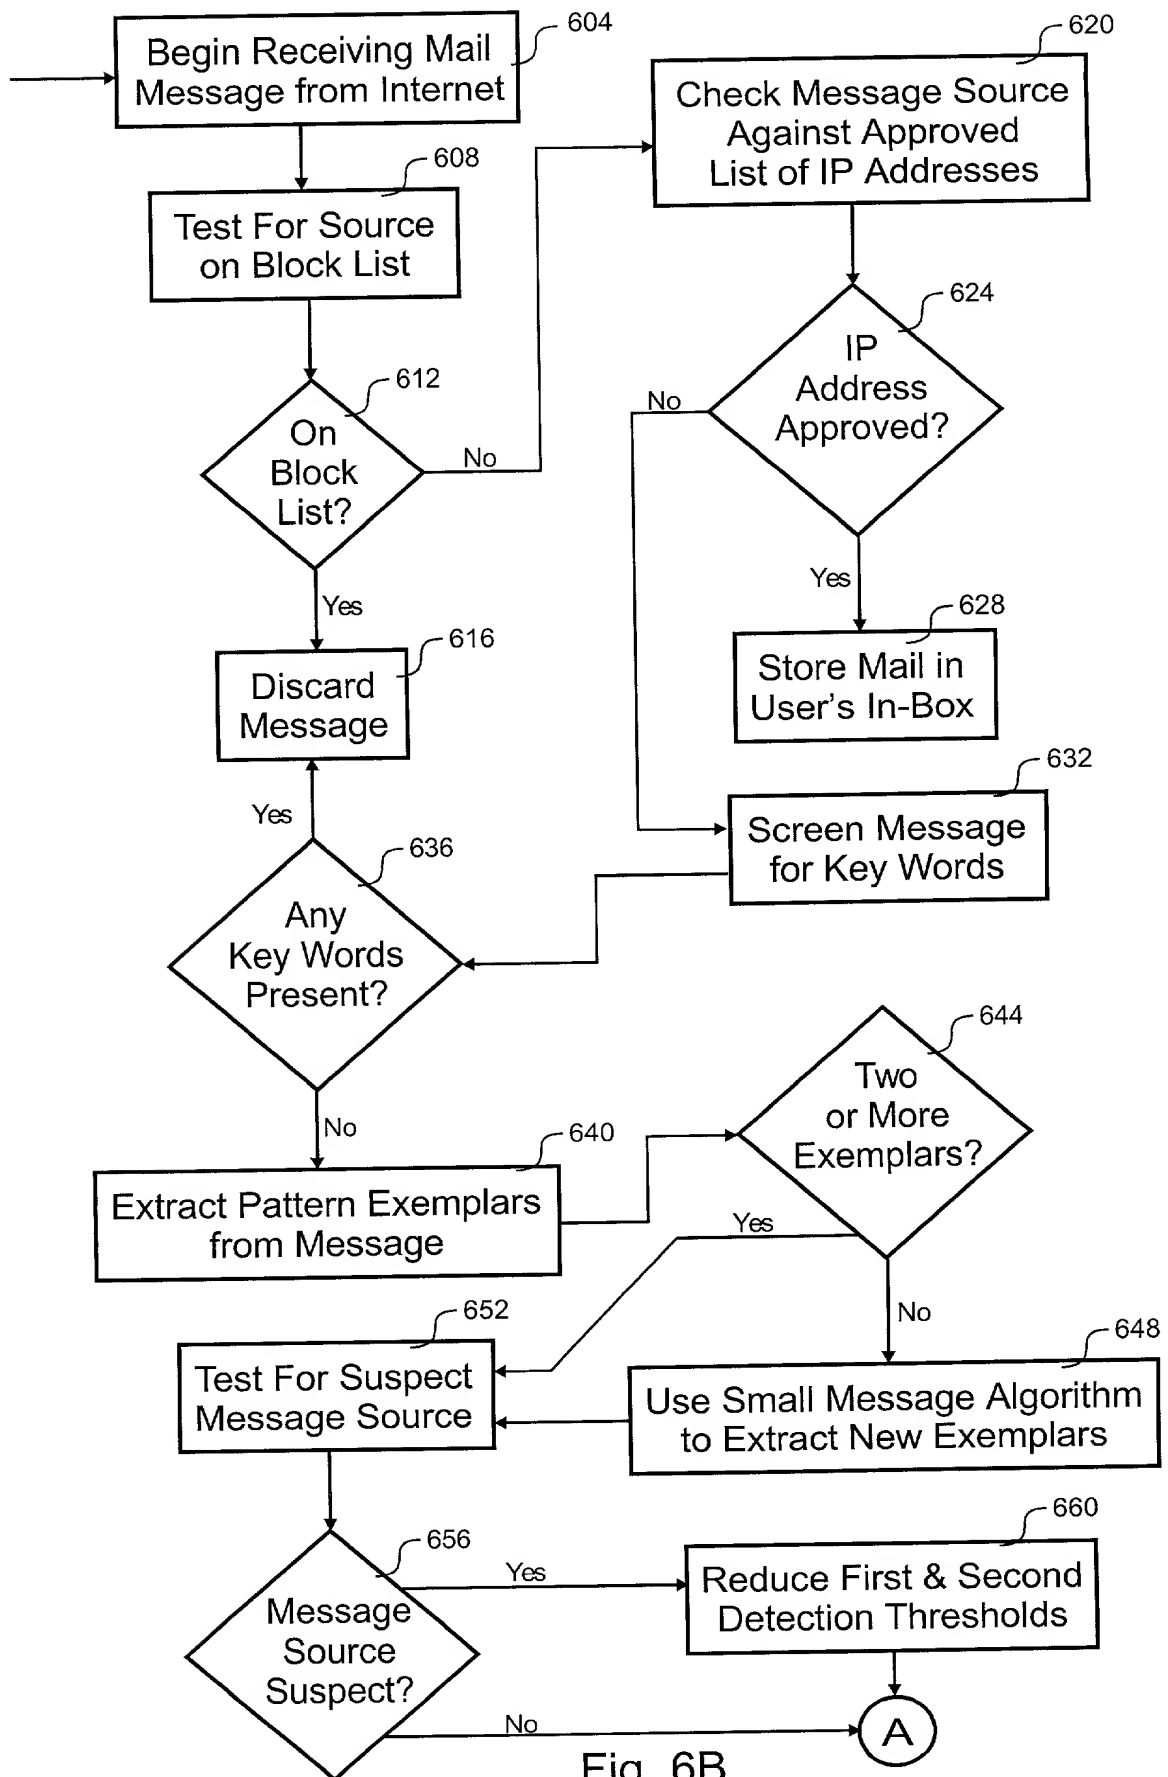 604
Begin Receiving Mail
Message from Internet
608
Test For Source
on Block List
612
On
Block
List?
No
Yes
616
Discard
Message
620
Check Message Source
Against Approved
List of IP Addresses
624
IP
Address
Approved?
No
Yes
628
Store Mail in
User's In-Box
632
Screen Message
for Key Words
Yes
636
Any
Key Words
Present?
No
640
Extract Pattern Exemplars
from Message
644
Two
or More
Exemplars?
Yes
No
648
Use Small Message Algorithm
to Extract New Exemplars
652
Test For Suspect
Message Source
656
Message
Source
Suspect?
Yes
No
660
Reduce First & Second
Detection Thresholds
A
Fig. 6B